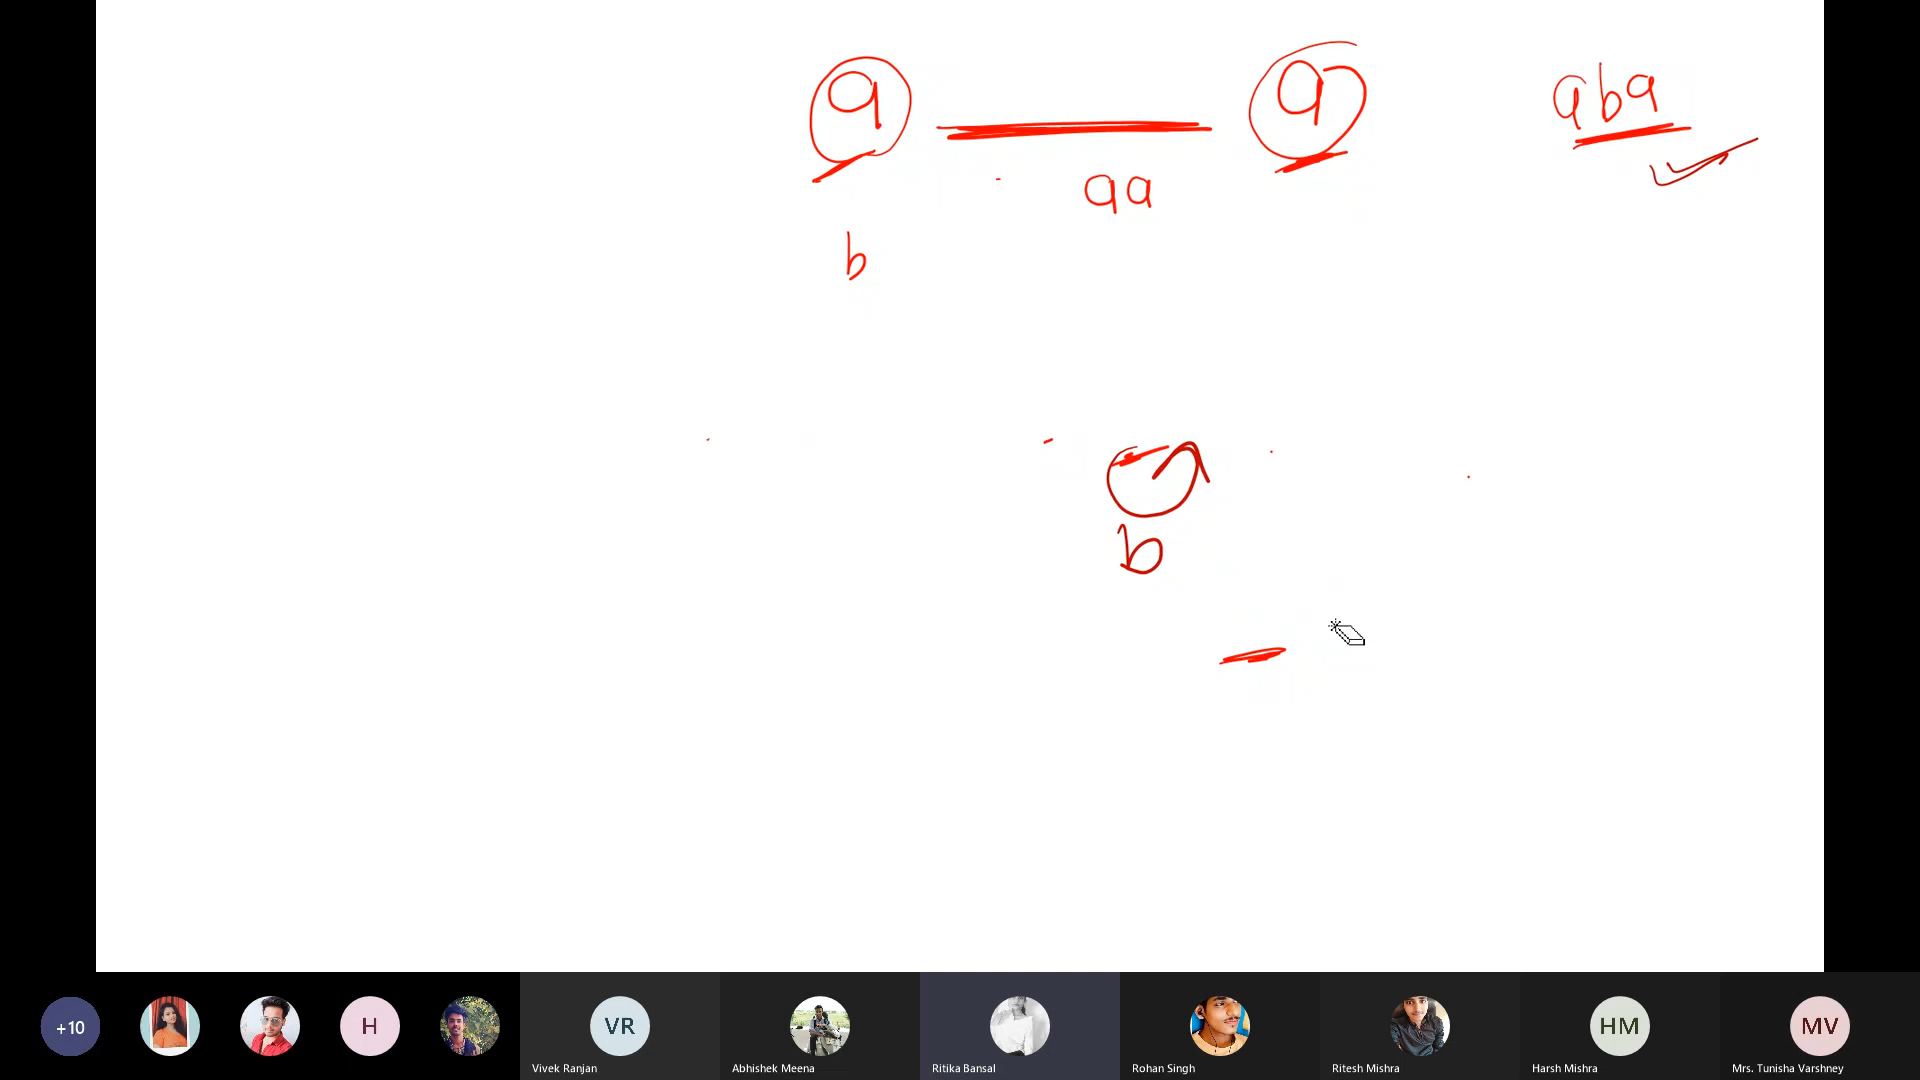 a a aba
aa
b
b
+10 H VR HM MV
Vivek Ranjan Abhishek Meena Ritika Bansal Rohan Singh Ritesh Mishra Harsh Mishra Mrs. Tunisha Varshney